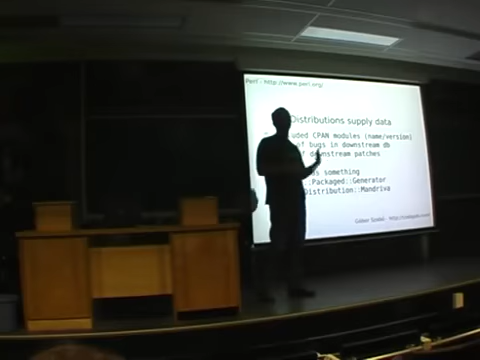 Perl - http://www.perl.org/
Distributions supply data
uded CPAN modules (name/version)
of bugs in downstream db
f downstream patches
as something
::Packaged::Generator
Distribution::Mandriva
Gábor Szabó - http://szabgab.com/